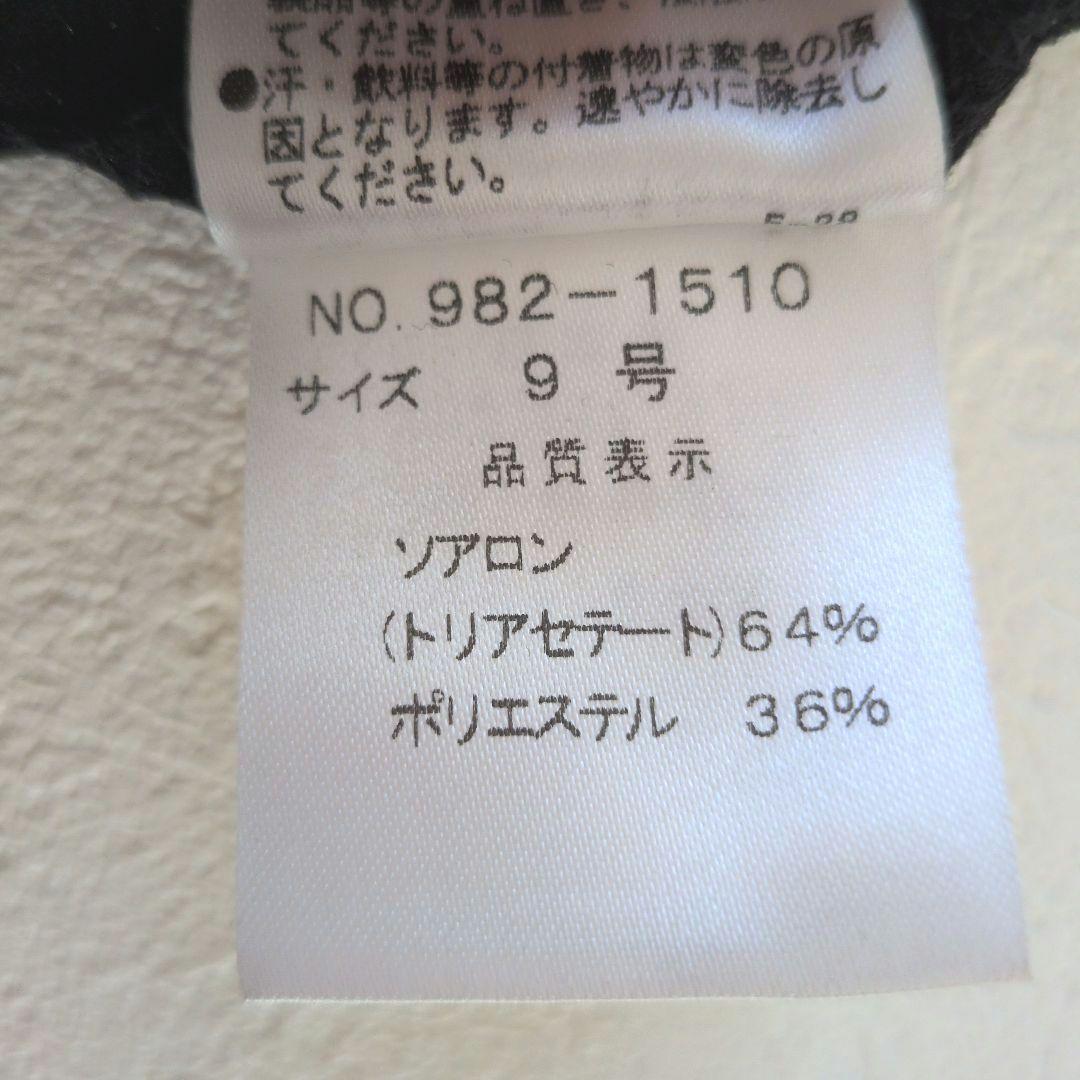 てください。
●汗・飲料等の付着物は変色の原
因となります。速やかに除去し
てください。
NO. 982-1510
サイズ 9 号
品質表示
ソアロン
(トリアセテート) 64%
ポリエステル 36%